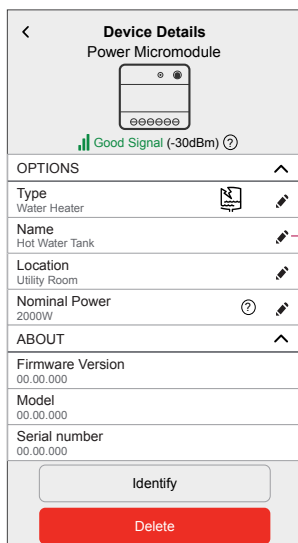 Device Details
Power Micromodule
Good Signal (-30dBm) ?
OPTIONS
Type
Water Heater
Name
Hot Water Tank
Location
Utility Room
Nominal Power
2000W
?
ABOUT
Firmware Version
00.00.000
Model
00.00.000
Serial number
00.00.000
Identify
Delete